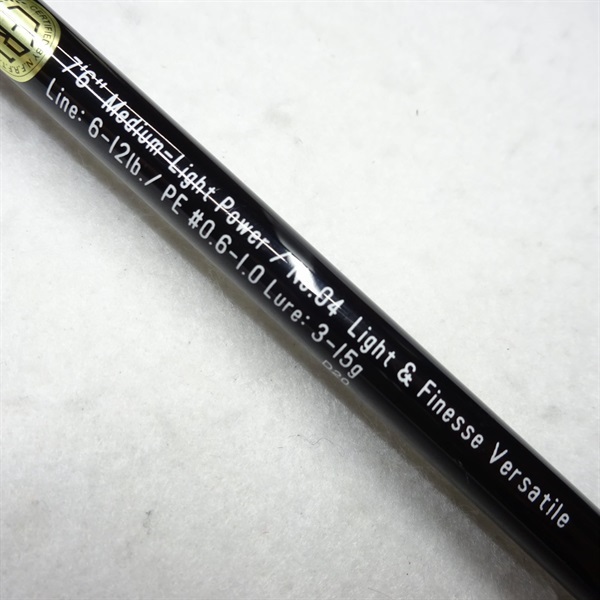 7'6" Medium-Light Power / No.04 Light & Finesse Versatile
Line: 6-12lb. / PE #0.6-1.0 Lure: 3-15g
D20